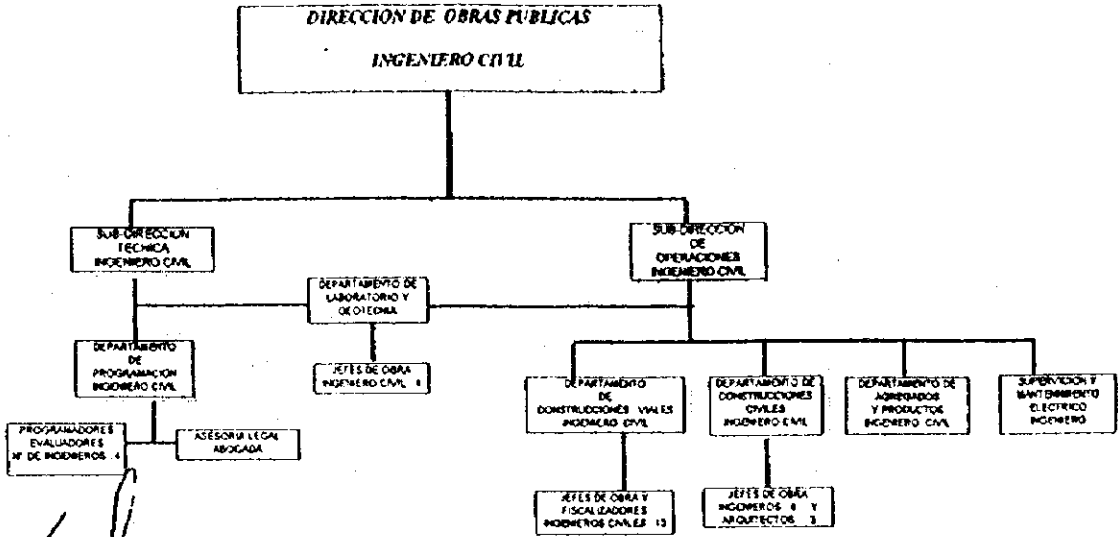 DIRECCION DE OBRAS PUBLICAS
INGENIERO CIVIL
SUB-DIRECCION
TECNICA
INGENIERO CIVIL
SUB-DIRECCION
DE
OPERACIONES
INGENIERO CIVIL
DEPARTAMENTO DE
LABORATORIO Y
GEOTECNIA
DEPARTAMENTO
DE
PROGRAMACION
INGENIERO CIVIL
JEFES DE OBRA
INGENIERO CIVIL
DEPARTAMENTO
DE
CONSTRUCCIONES VIALES
INGENIERO CIVIL
DEPARTAMENTO DE
CONSTRUCCIONES
CIVILES
INGENIERO CIVIL
DEPARTAMENTO DE
AGREGADOS
Y PRODUCTOS
INGENIERO CIVIL
SUPERVICION Y
MANTENIMIENTO
ELECTRICO
INGENIERO
PROGRAMADORES
EVALUADORES
Nº DE INGENIEROS 4
ASESORIA LEGAL
ABOGADA
JEFES DE OBRA Y
FISCALIZADORES
INGENIEROS CIVILES 13
JEFES DE OBRA
INGENIEROS Y
ARQUITECTOS 3